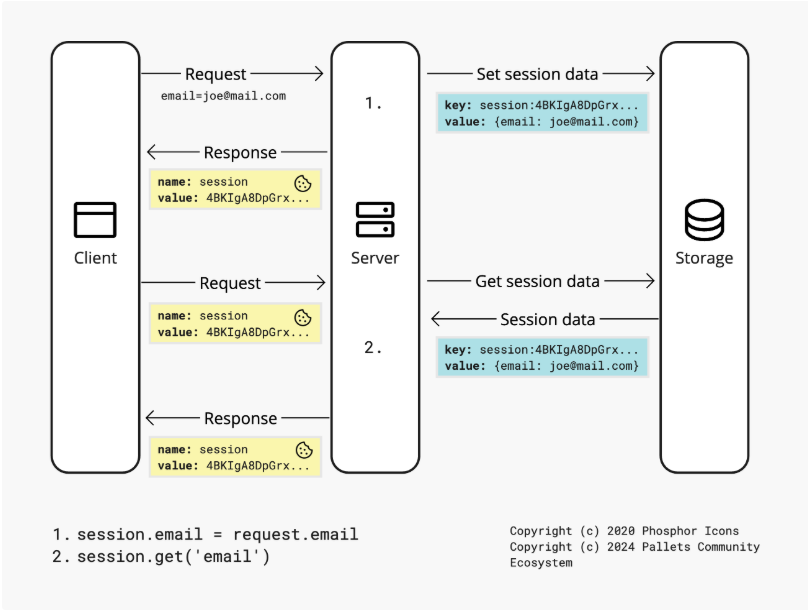 Request
email=joe@mail.com
1.
Set session data
key: session:4BKIgA8DpGrx...
value: {email: joe@mail.com}
Response
name: session
value: 4BKIgA8DpGrx...
Client
Server
Storage
Request
name: session
value: 4BKIgA8DpGrx...
Get session data
Session data
2.
key: session:4BKIgA8DpGrx...
value: {email: joe@mail.com}
Response
name: session
value: 4BKIgA8DpGrx...
1. session.email = request.email
2. session.get('email')
Copyright (c) 2020 Phosphor Icons
Copyright (c) 2024 Pallets Community
Ecosystem